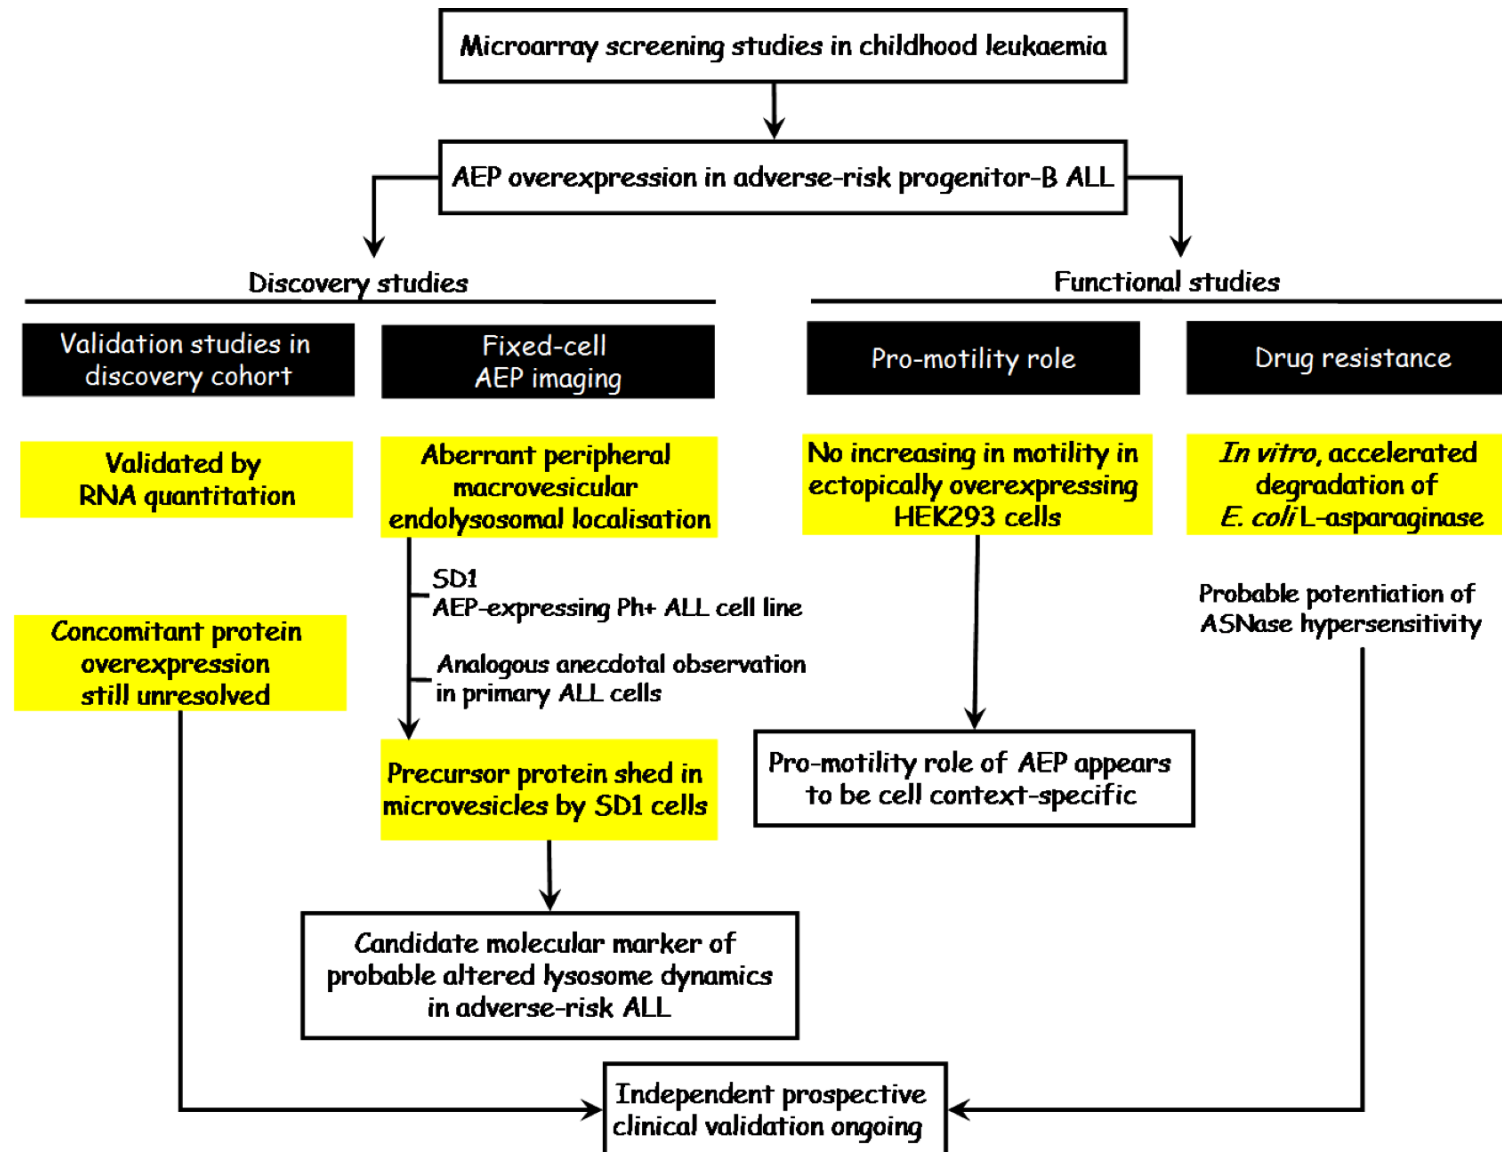 Microarray screening studies in childhood leukaemia
AEP overexpression in adverse-risk progenitor-B ALL
Discovery studies
Functional studies
Validation studies in
discovery cohort
Fixed-cell
AEP imaging
Pro-motility role
Drug resistance
Validated by
RNA quantitation
Aberrant peripheral
macrovesicular
endolysosomal localisation
No increasing in motility in
ectopically overexpressing
HEK293 cells
In vitro, accelerated
degradation of
E. coli L-asparaginase
SD1
AEP-expressing Ph+ ALL cell line
Probable potentiation of
ASNase hypersensitivity
Concomitant protein
overexpression
still unresolved
Analogous anecdotal observation
in primary ALL cells
Precursor protein shed in
microvesicles by SD1 cells
Pro-motility role of AEP appears
to be cell context-specific
Candidate molecular marker of
probable altered lysosome dynamics
in adverse-risk ALL
Independent prospective
clinical validation ongoing